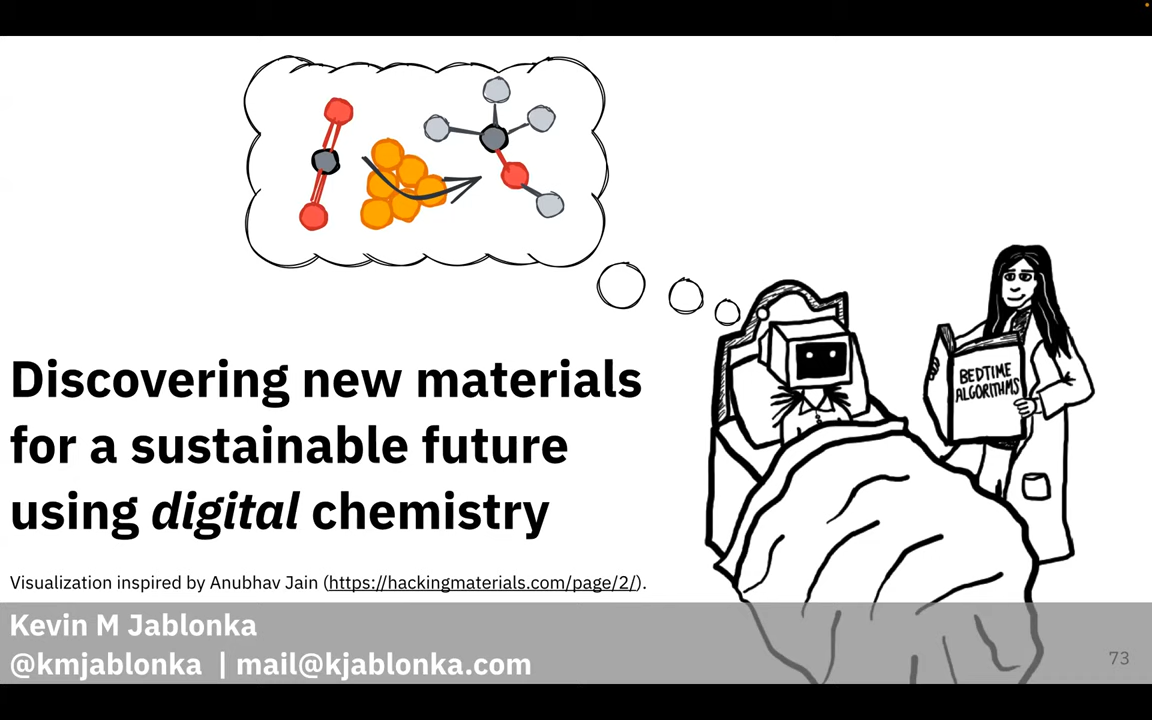 Discovering new materials
for a sustainable future
using digital chemistry
Visualization inspired by Anubhav Jain (https://hackingmaterials.com/page/2/).
BEDTIME
ALGORITHMS
Kevin M Jablonka
@kmjablonka | mail@kjablonka.com
73